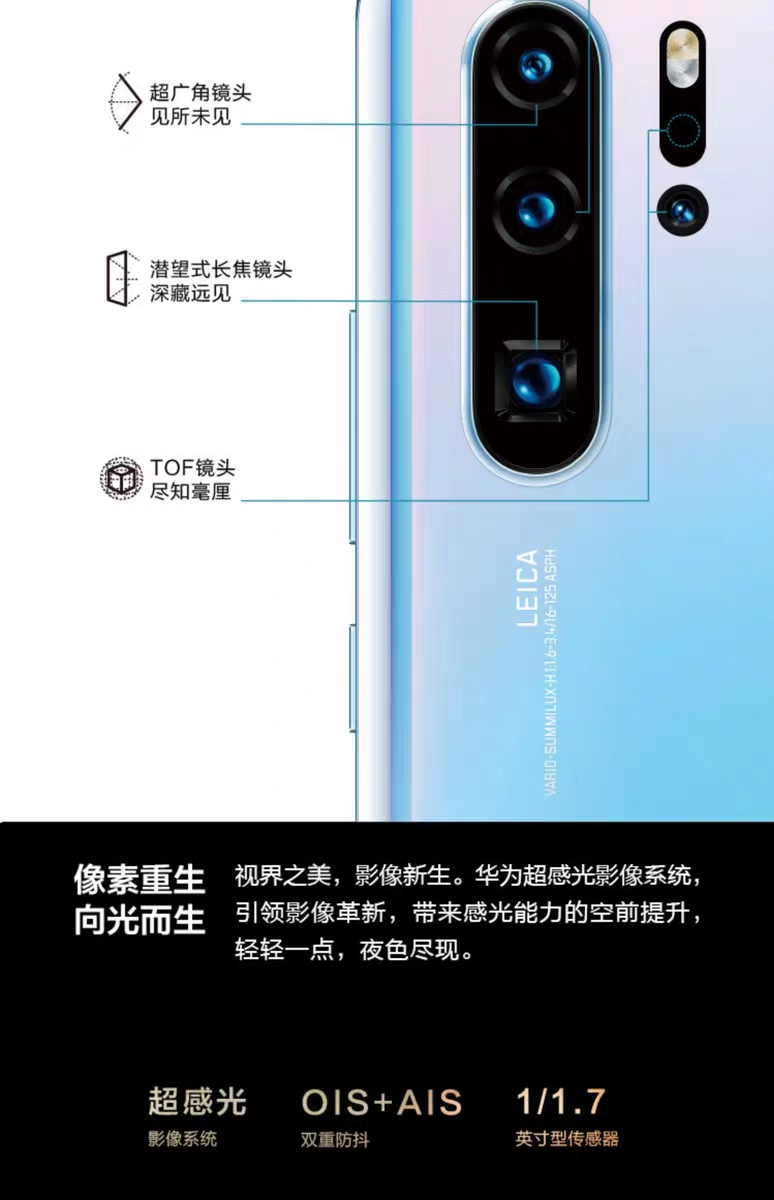 超广角镜头
见所未见
潜望式长焦镜头
深藏远见
TOF镜头
尽知毫厘
LEICA
VARIO-SUMMILUX-H 1:1.6-3.4/16-125 ASPH
像素重生
向光而生
视界之美，影像新生。华为超感光影像系统，
引领影像革新，带来感光能力的空前提升，
轻轻一点，夜色尽现。
超感光
影像系统
OIS+AIS
双重防抖
1/1.7
英寸型传感器